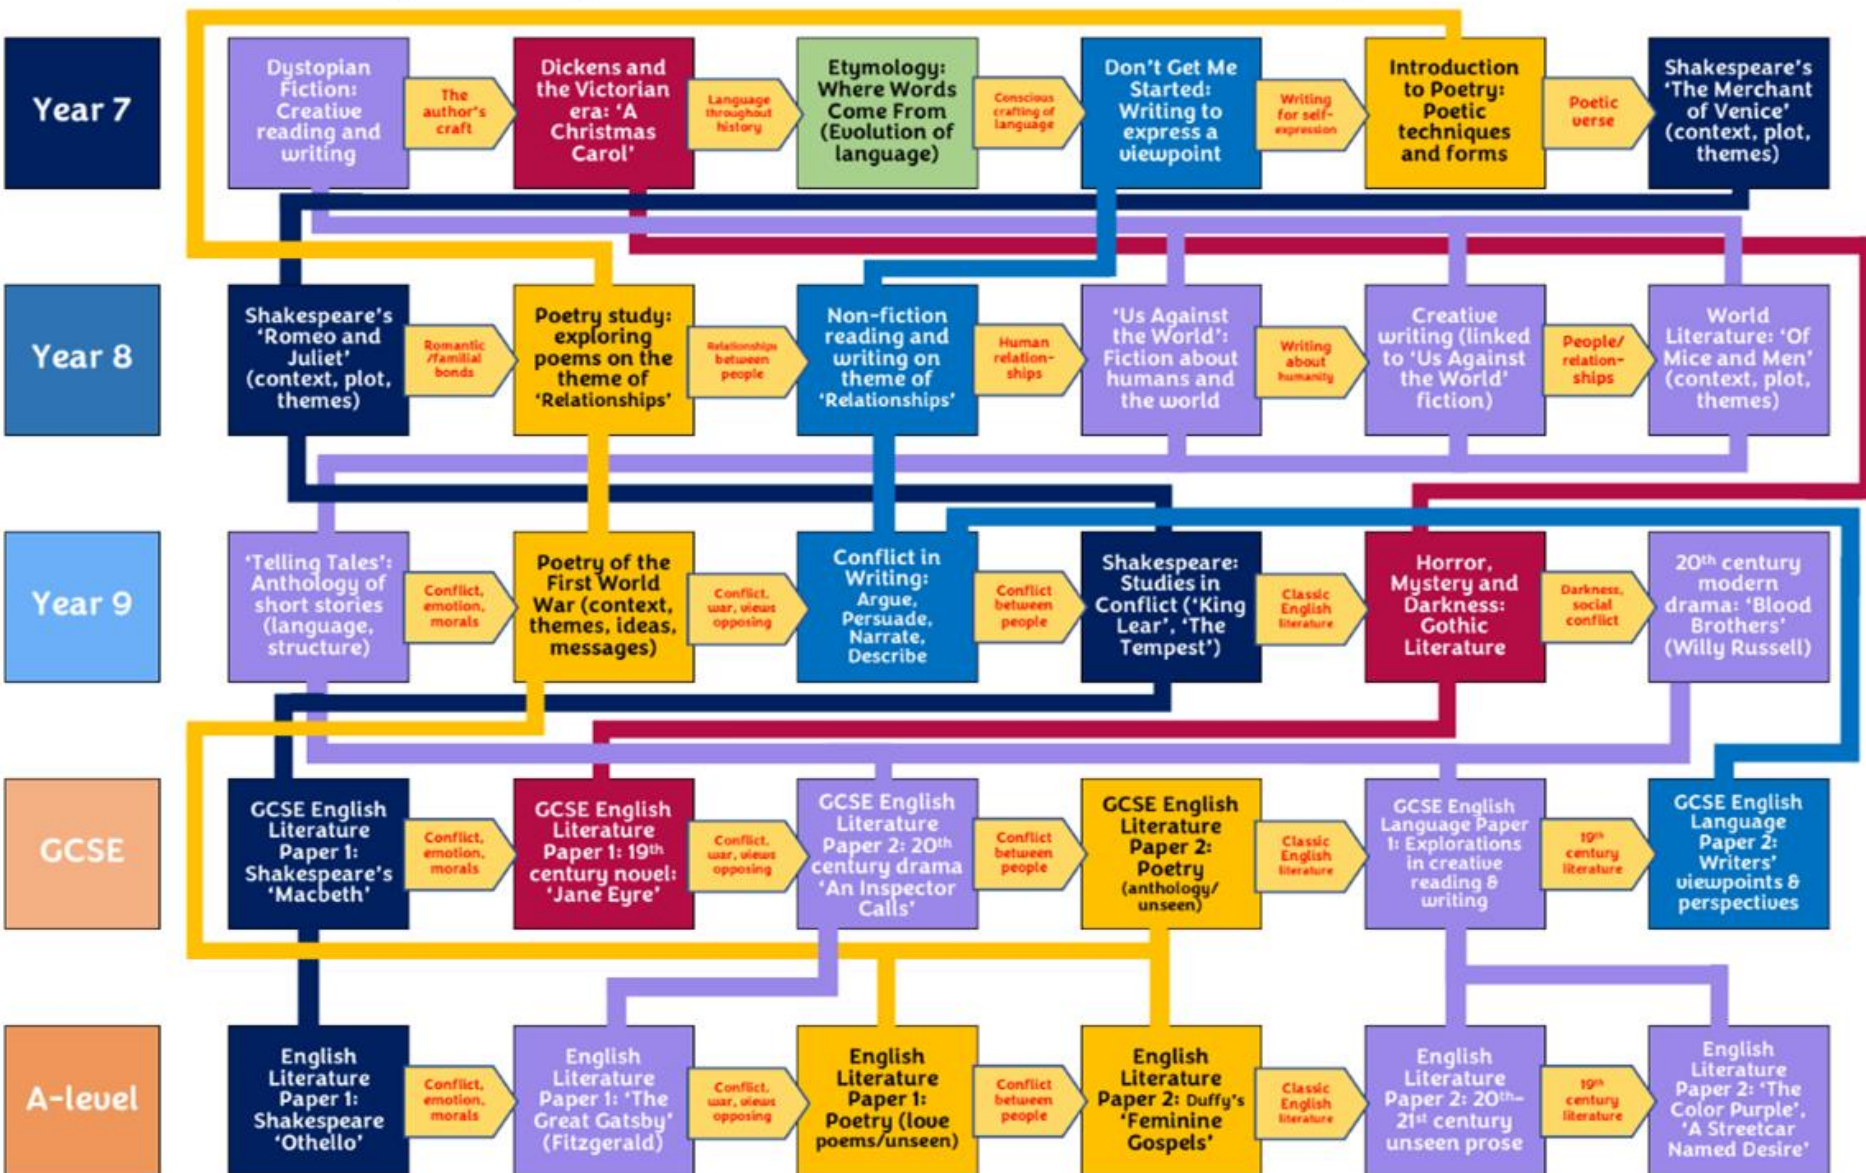 Year 7
Dystopian
Fiction:
Creative
reading and
writing
The
author's
craft
Dickens and
the Victorian
era: 'A
Christmas
Carol'
Language
throughout
history
Etymology:
Where Words
Come From
(Evolution of
language)
Conscious
crafting of
language
Don't Get Me
Started:
Writing to
express a
viewpoint
Writing
for self-
expression
Introduction
to Poetry:
Poetic
techniques
and forms
Poetic
verse
Shakespeare's
'The Merchant
of Venice'
(context, plot,
themes)
Year 8
Shakespeare's
'Romeo and
Juliet'
(context, plot,
themes)
Romantic
/familial
bonds
Poetry study:
exploring
poems on the
theme of
'Relationships'
Relationships
between
people
Non-fiction
reading and
writing on
theme of
'Relationships'
Human
relation-
ships
'Us Against
the World':
Fiction about
humans and
the world
Writing
about
humanity
Creative
writing (linked
to 'Us Against
the World'
fiction)
People/
relation-
ships
World
Literature: 'Of
Mice and Men'
(context, plot,
themes)
Year 9
'Telling Tales':
Anthology of
short stories
(language,
structure)
Conflict,
emotion,
morals
Poetry of the
First World
War (context,
themes, ideas,
messages)
Conflict,
war, views
opposing
Conflict in
Writing:
Argue,
Persuade,
Narrate,
Describe
Conflict
between
people
Shakespeare:
Studies in
Conflict ('King
Lear', 'The
Tempest')
Classic
English
literature
Horror,
Mystery and
Darkness:
Gothic
Literature
Darkness,
social
conflict
20th century
modern
drama: 'Blood
Brothers'
(Willy Russell)
GCSE
GCSE English
Literature
Paper 1:
Shakespeare's
'Macbeth'
Conflict,
emotion,
morals
GCSE English
Literature
Paper 1: 19th
century novel:
'Jane Eyre'
Conflict,
war, views
opposing
GCSE English
Literature
Paper 2: 20th
century drama
'An Inspector
Calls'
Conflict
between
people
GCSE English
Literature
Paper 2:
Poetry
(anthology/
unseen)
Classic
English
literature
GCSE English
Language Paper
1: Explorations
in creative
reading &
writing
19th
century
literature
GCSE English
Language
Paper 2:
Writers'
viewpoints &
perspectives
A-level
English
Literature
Paper 1:
Shakespeare
'Othello'
Conflict,
emotion,
morals
English
Literature
Paper 1: 'The
Great Gatsby'
(Fitzgerald)
Conflict,
war, views
opposing
English
Literature
Paper 1:
Poetry (love
poems/unseen)
Conflict
between
people
English
Literature
Paper 2: Duffy's
'Feminine
Gospels'
Classic
English
literature
English
Literature
Paper 2: 20th-
21st century
unseen prose
19th
century
literature
English
Literature
Paper 2: 'The
Color Purple',
'A Streetcar
Named Desire'